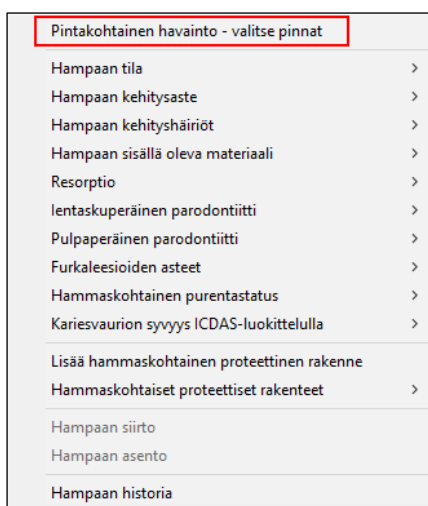 Pintakohtainen havainto - valitse pinnat
Hampaan tila
Hampaan kehitysaste
Hampaan kehityshäiriöt
Hampaan sisällä oleva materiaali
Resorptio
Ientaskuperäinen parodontiitti
Pulpaperäinen parodontiitti
Furkaleesioiden asteet
Hammaskohtainen purentastatus
Kariesvaurion syvyys ICDAS-luokittelulla
Lisää hammaskohtainen proteettinen rakenne
Hammaskohtaiset proteettiset rakenteet
Hampaan siirto
Hampaan asento
Hampaan historia